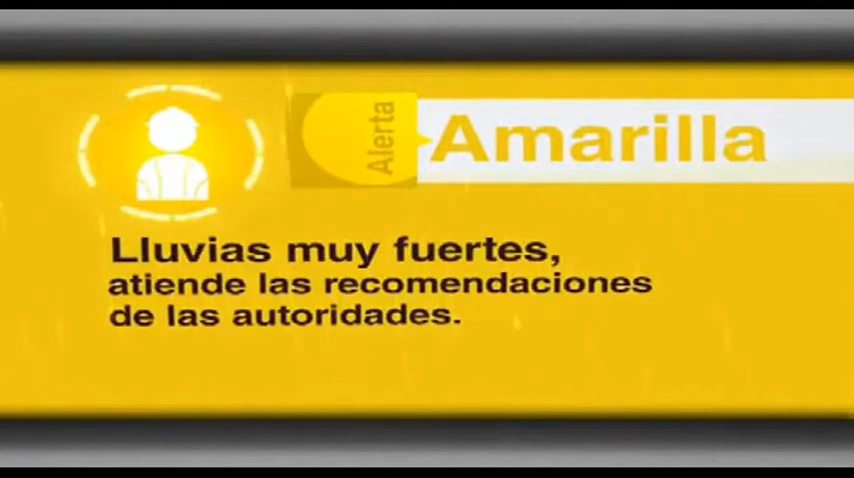 Alerta
Amarilla
Lluvias muy fuertes,
atiende las recomendaciones
de las autoridades.